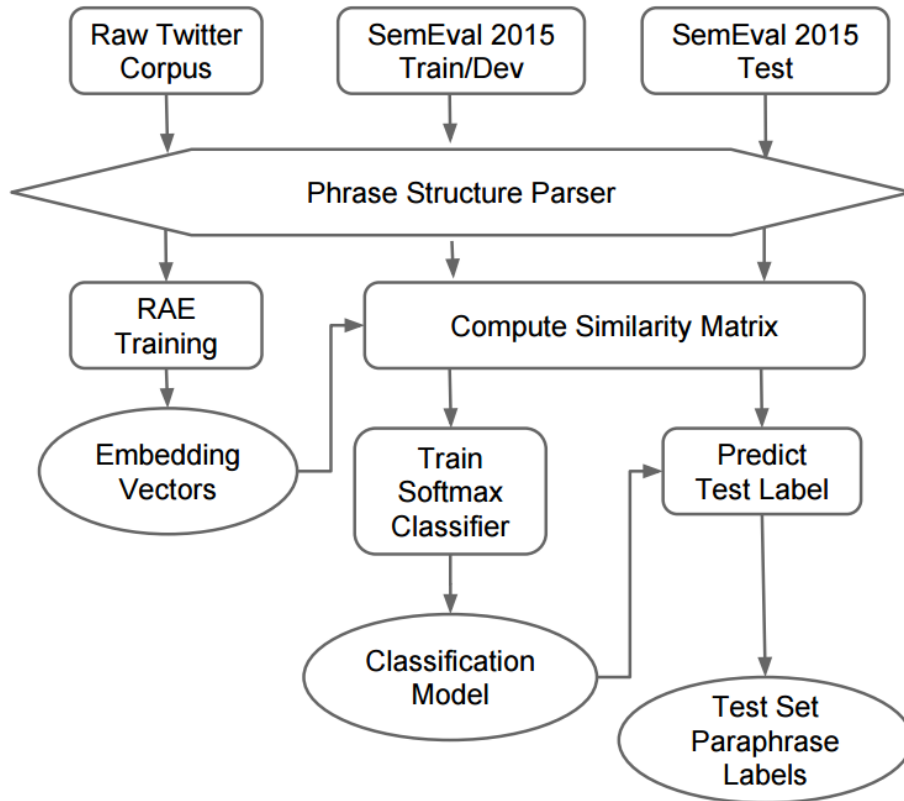 Raw Twitter
Corpus
SemEval 2015
Train/Dev
SemEval 2015
Test
Phrase Structure Parser
RAE
Training
Compute Similarity Matrix
Embedding
Vectors
Train
Softmax
Classifier
Predict
Test Label
Classification
Model
Test Set
Paraphrase
Labels